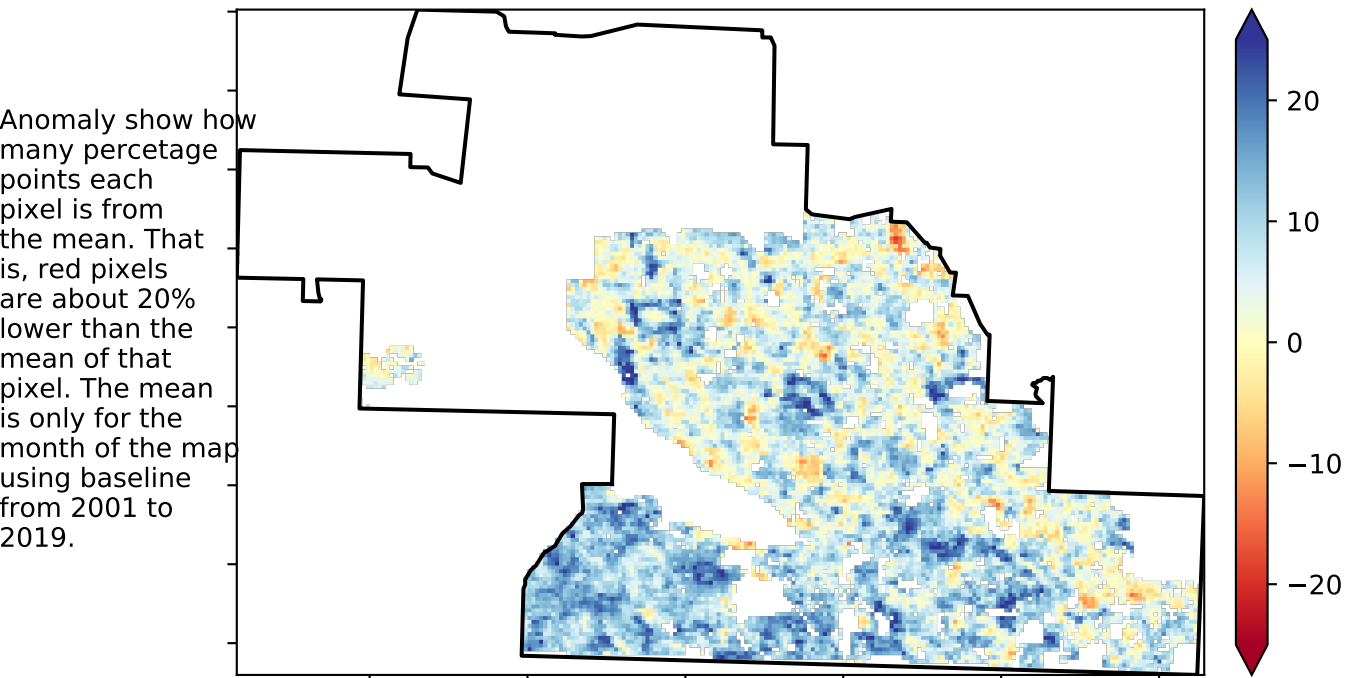 Anomaly show how
many percetage
points each
pixel is from
the mean. That
is, red pixels
are about 20%
lower than the
mean of that
pixel. The mean
is only for the
month of the map
using baseline
from 2001 to
2019.
20
10
0
−10
−20